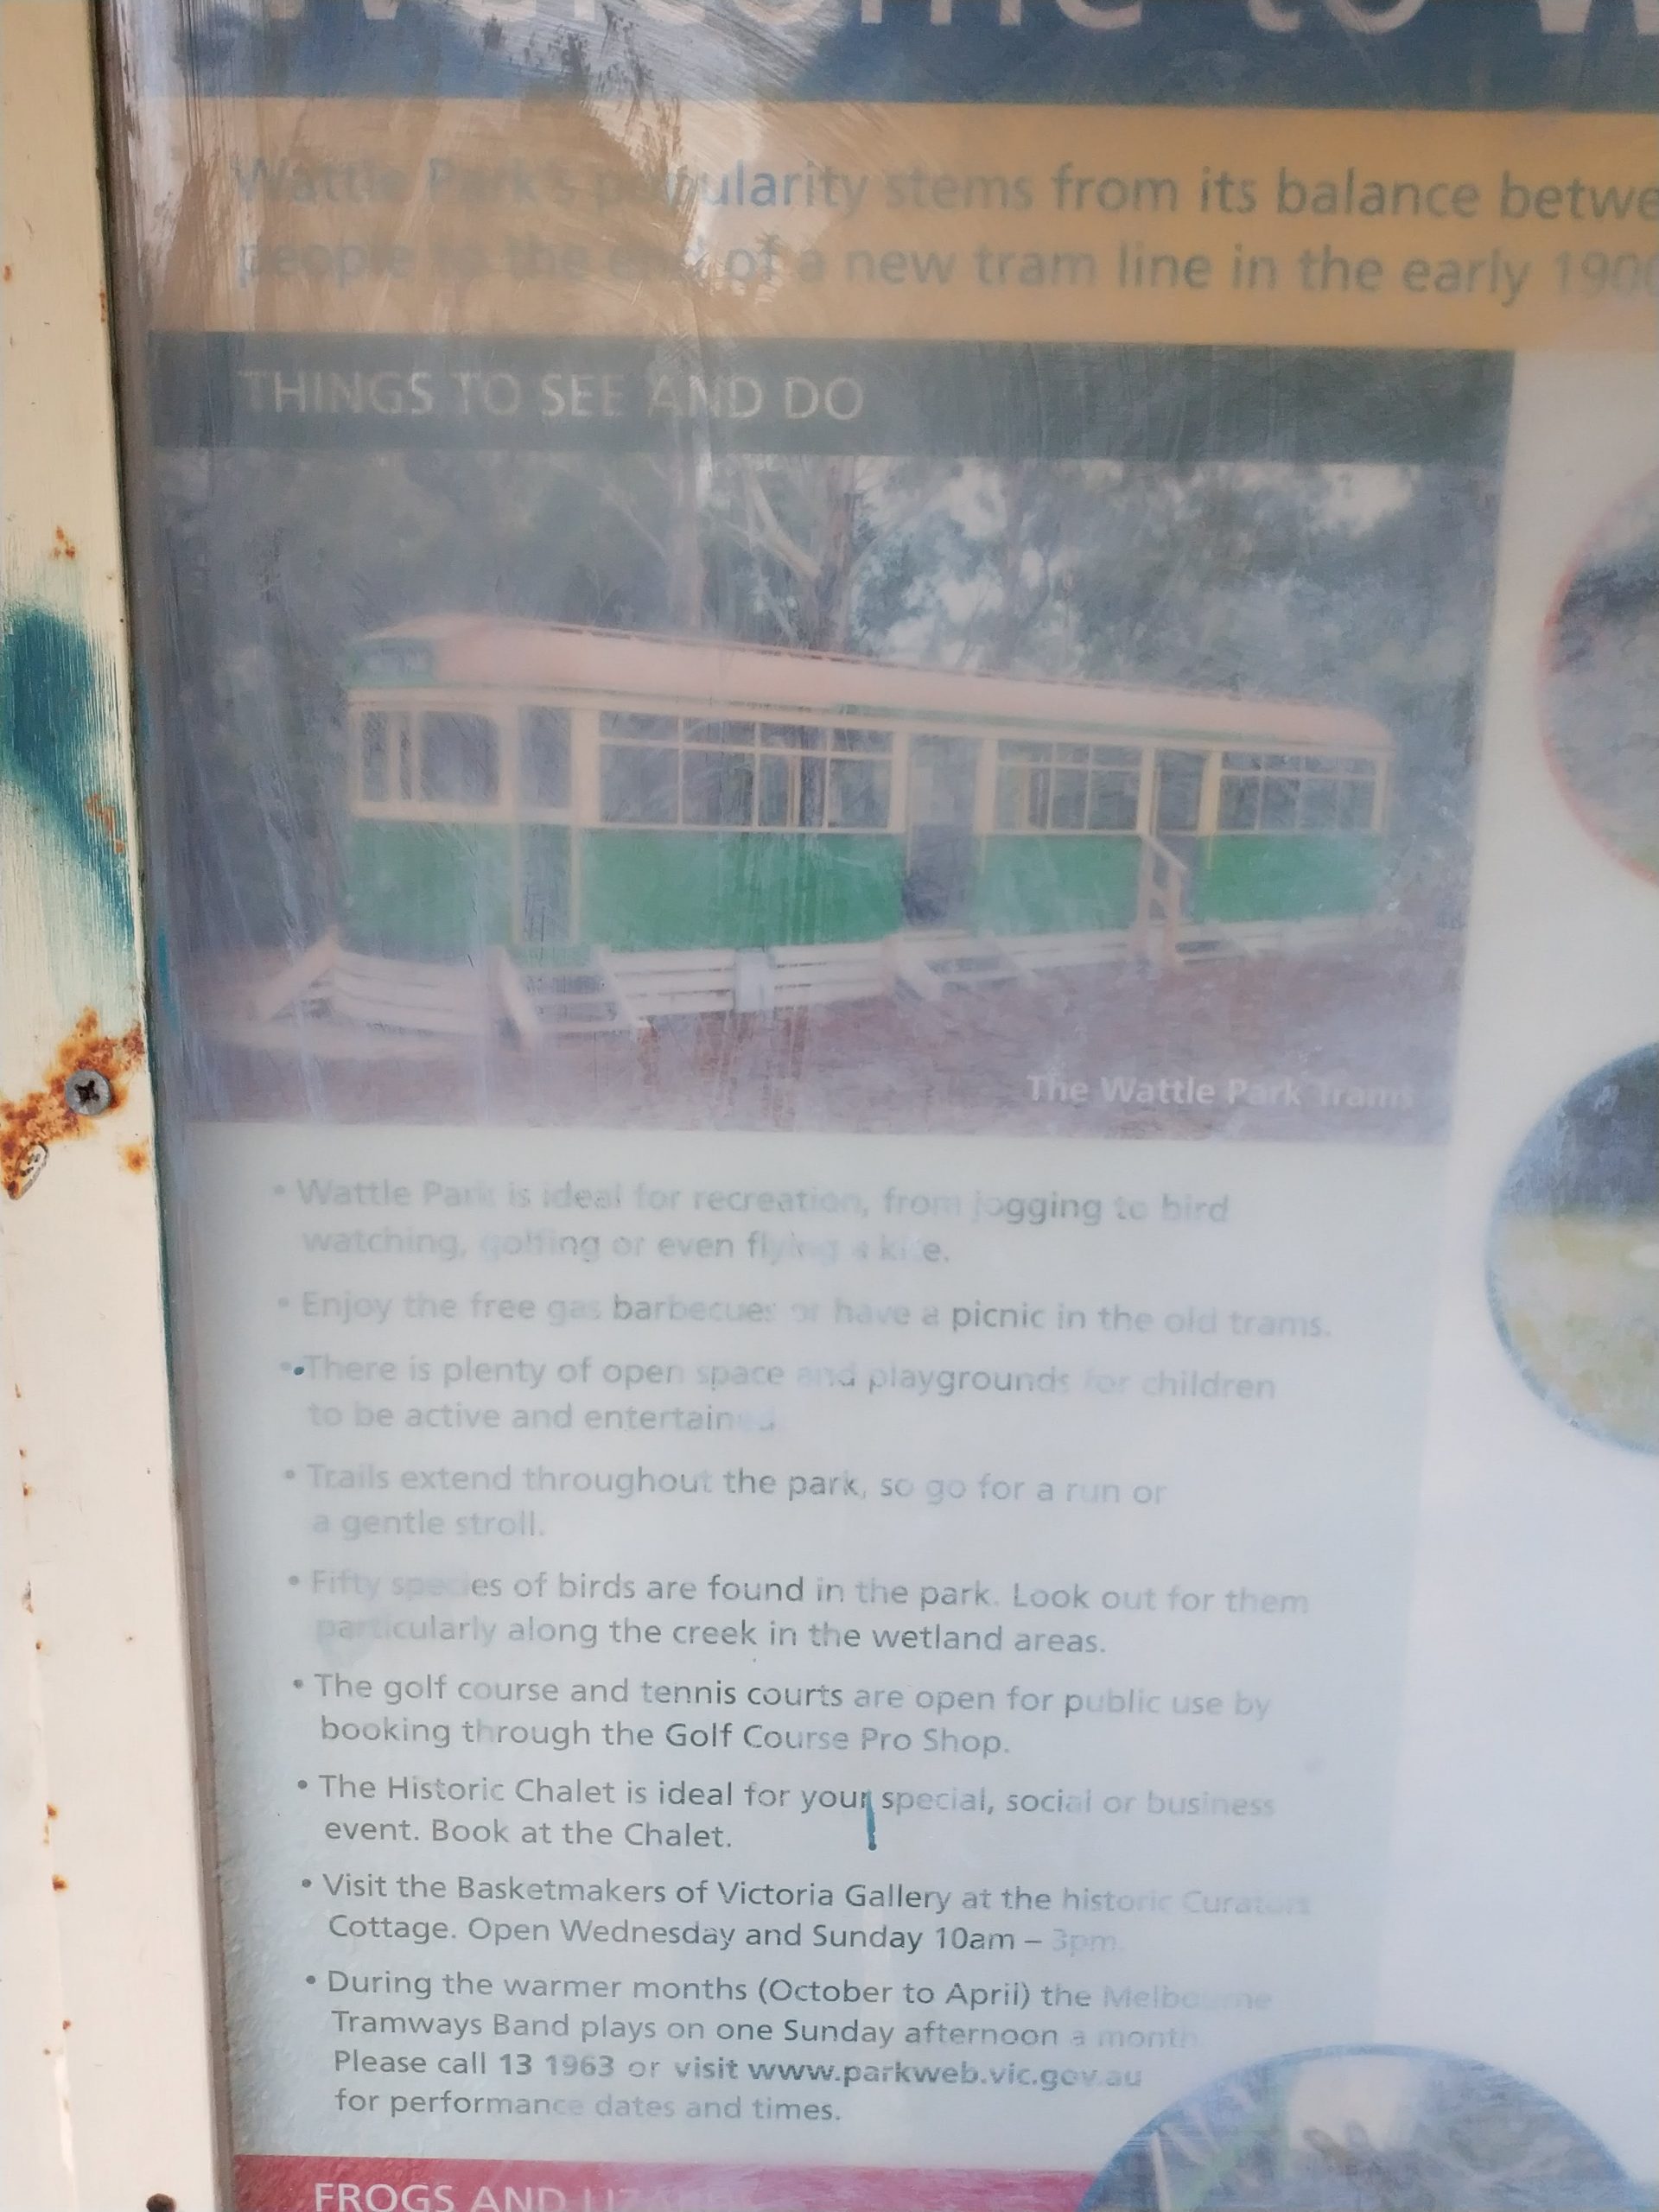 Welcome to W
Wattle Park's popularity stems from its balance betwe
people to the end of a new tram line in the early 190
THINGS TO SEE AND DO
The Wattle Park Trams
• Wattle Park is ideal for recreation, from jogging to bird
watching, golfing or even flying a kite.
• Enjoy the free gas barbecues or have a picnic in the old trams.
• There is plenty of open space and playgrounds for children
to be active and entertained.
• Trails extend throughout the park, so go for a run or
a gentle stroll.
• Fifty species of birds are found in the park. Look out for them
particularly along the creek in the wetland areas.
• The golf course and tennis courts are open for public use by
booking through the Golf Course Pro Shop.
• The Historic Chalet is ideal for your special, social or business
event. Book at the Chalet.
• Visit the Basketmakers of Victoria Gallery at the historic Curators
Cottage. Open Wednesday and Sunday 10am – 3pm.
• During the warmer months (October to April) the Melbourne
Tramways Band plays on one Sunday afternoon a month
Please call 13 1963 or visit www.parkweb.vic.gov.au
for performance dates and times.
FROGS AND LIZARDS